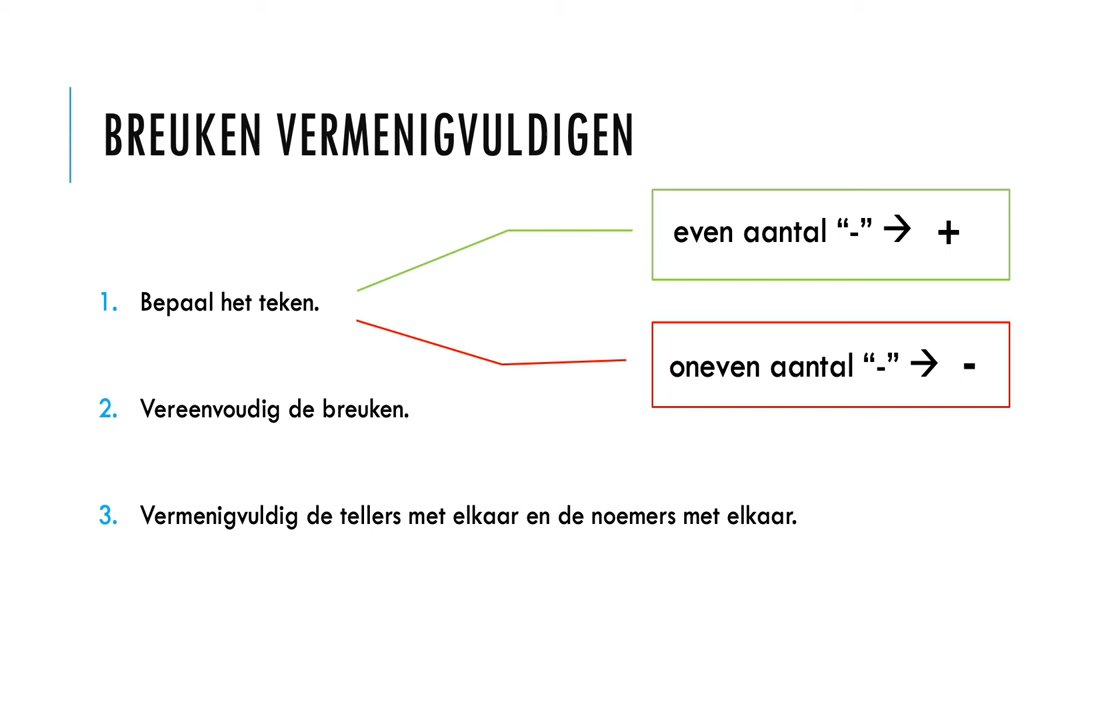 BREUKEN VERMENIGVULDIGEN
even aantal “-” → +
1. Bepaal het teken.
oneven aantal “-” → -
2. Vereenvoudig de breuken.
3. Vermenigvuldig de tellers met elkaar en de noemers met elkaar.